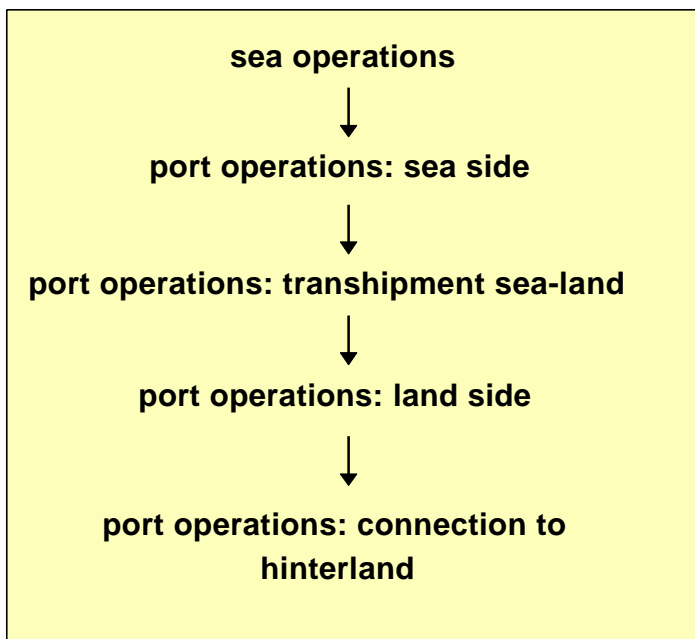 sea operations
port operations: sea side
port operations: transhipment sea-land
port operations: land side
port operations: connection to
hinterland